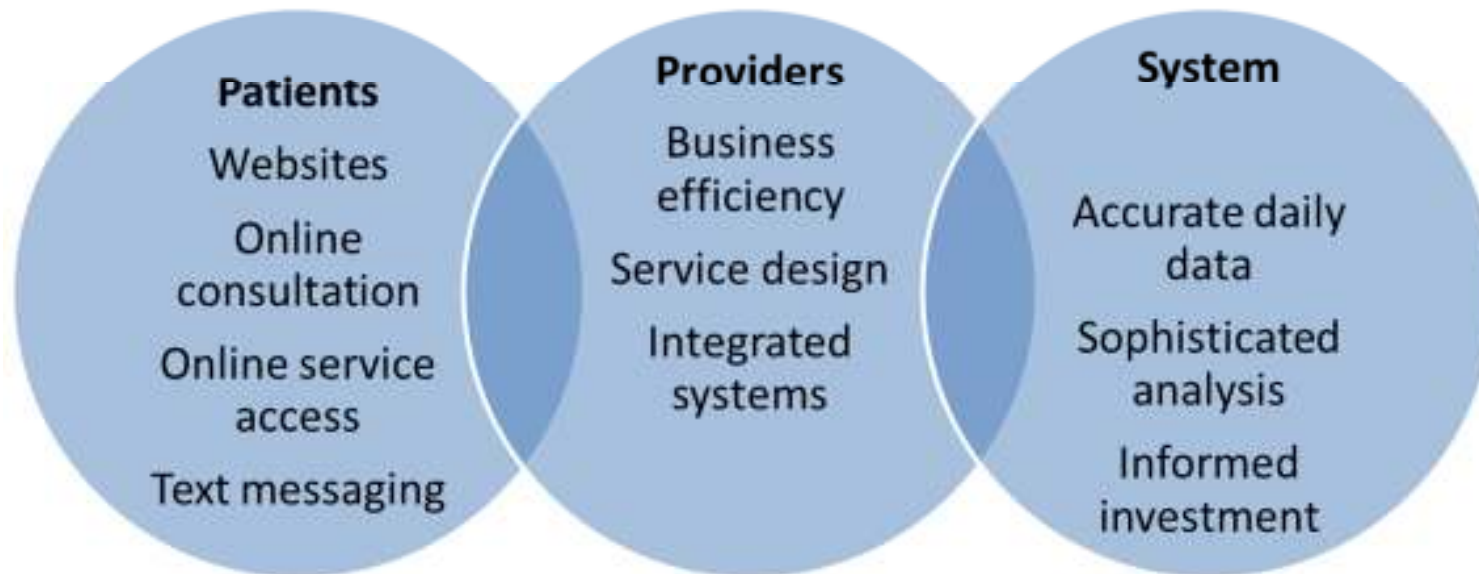 Patients
Websites
Online
consultation
Online service
access
Text messaging
Providers
Business
efficiency
Service design
Integrated
systems
System
Accurate daily
data
Sophisticated
analysis
Informed
investment